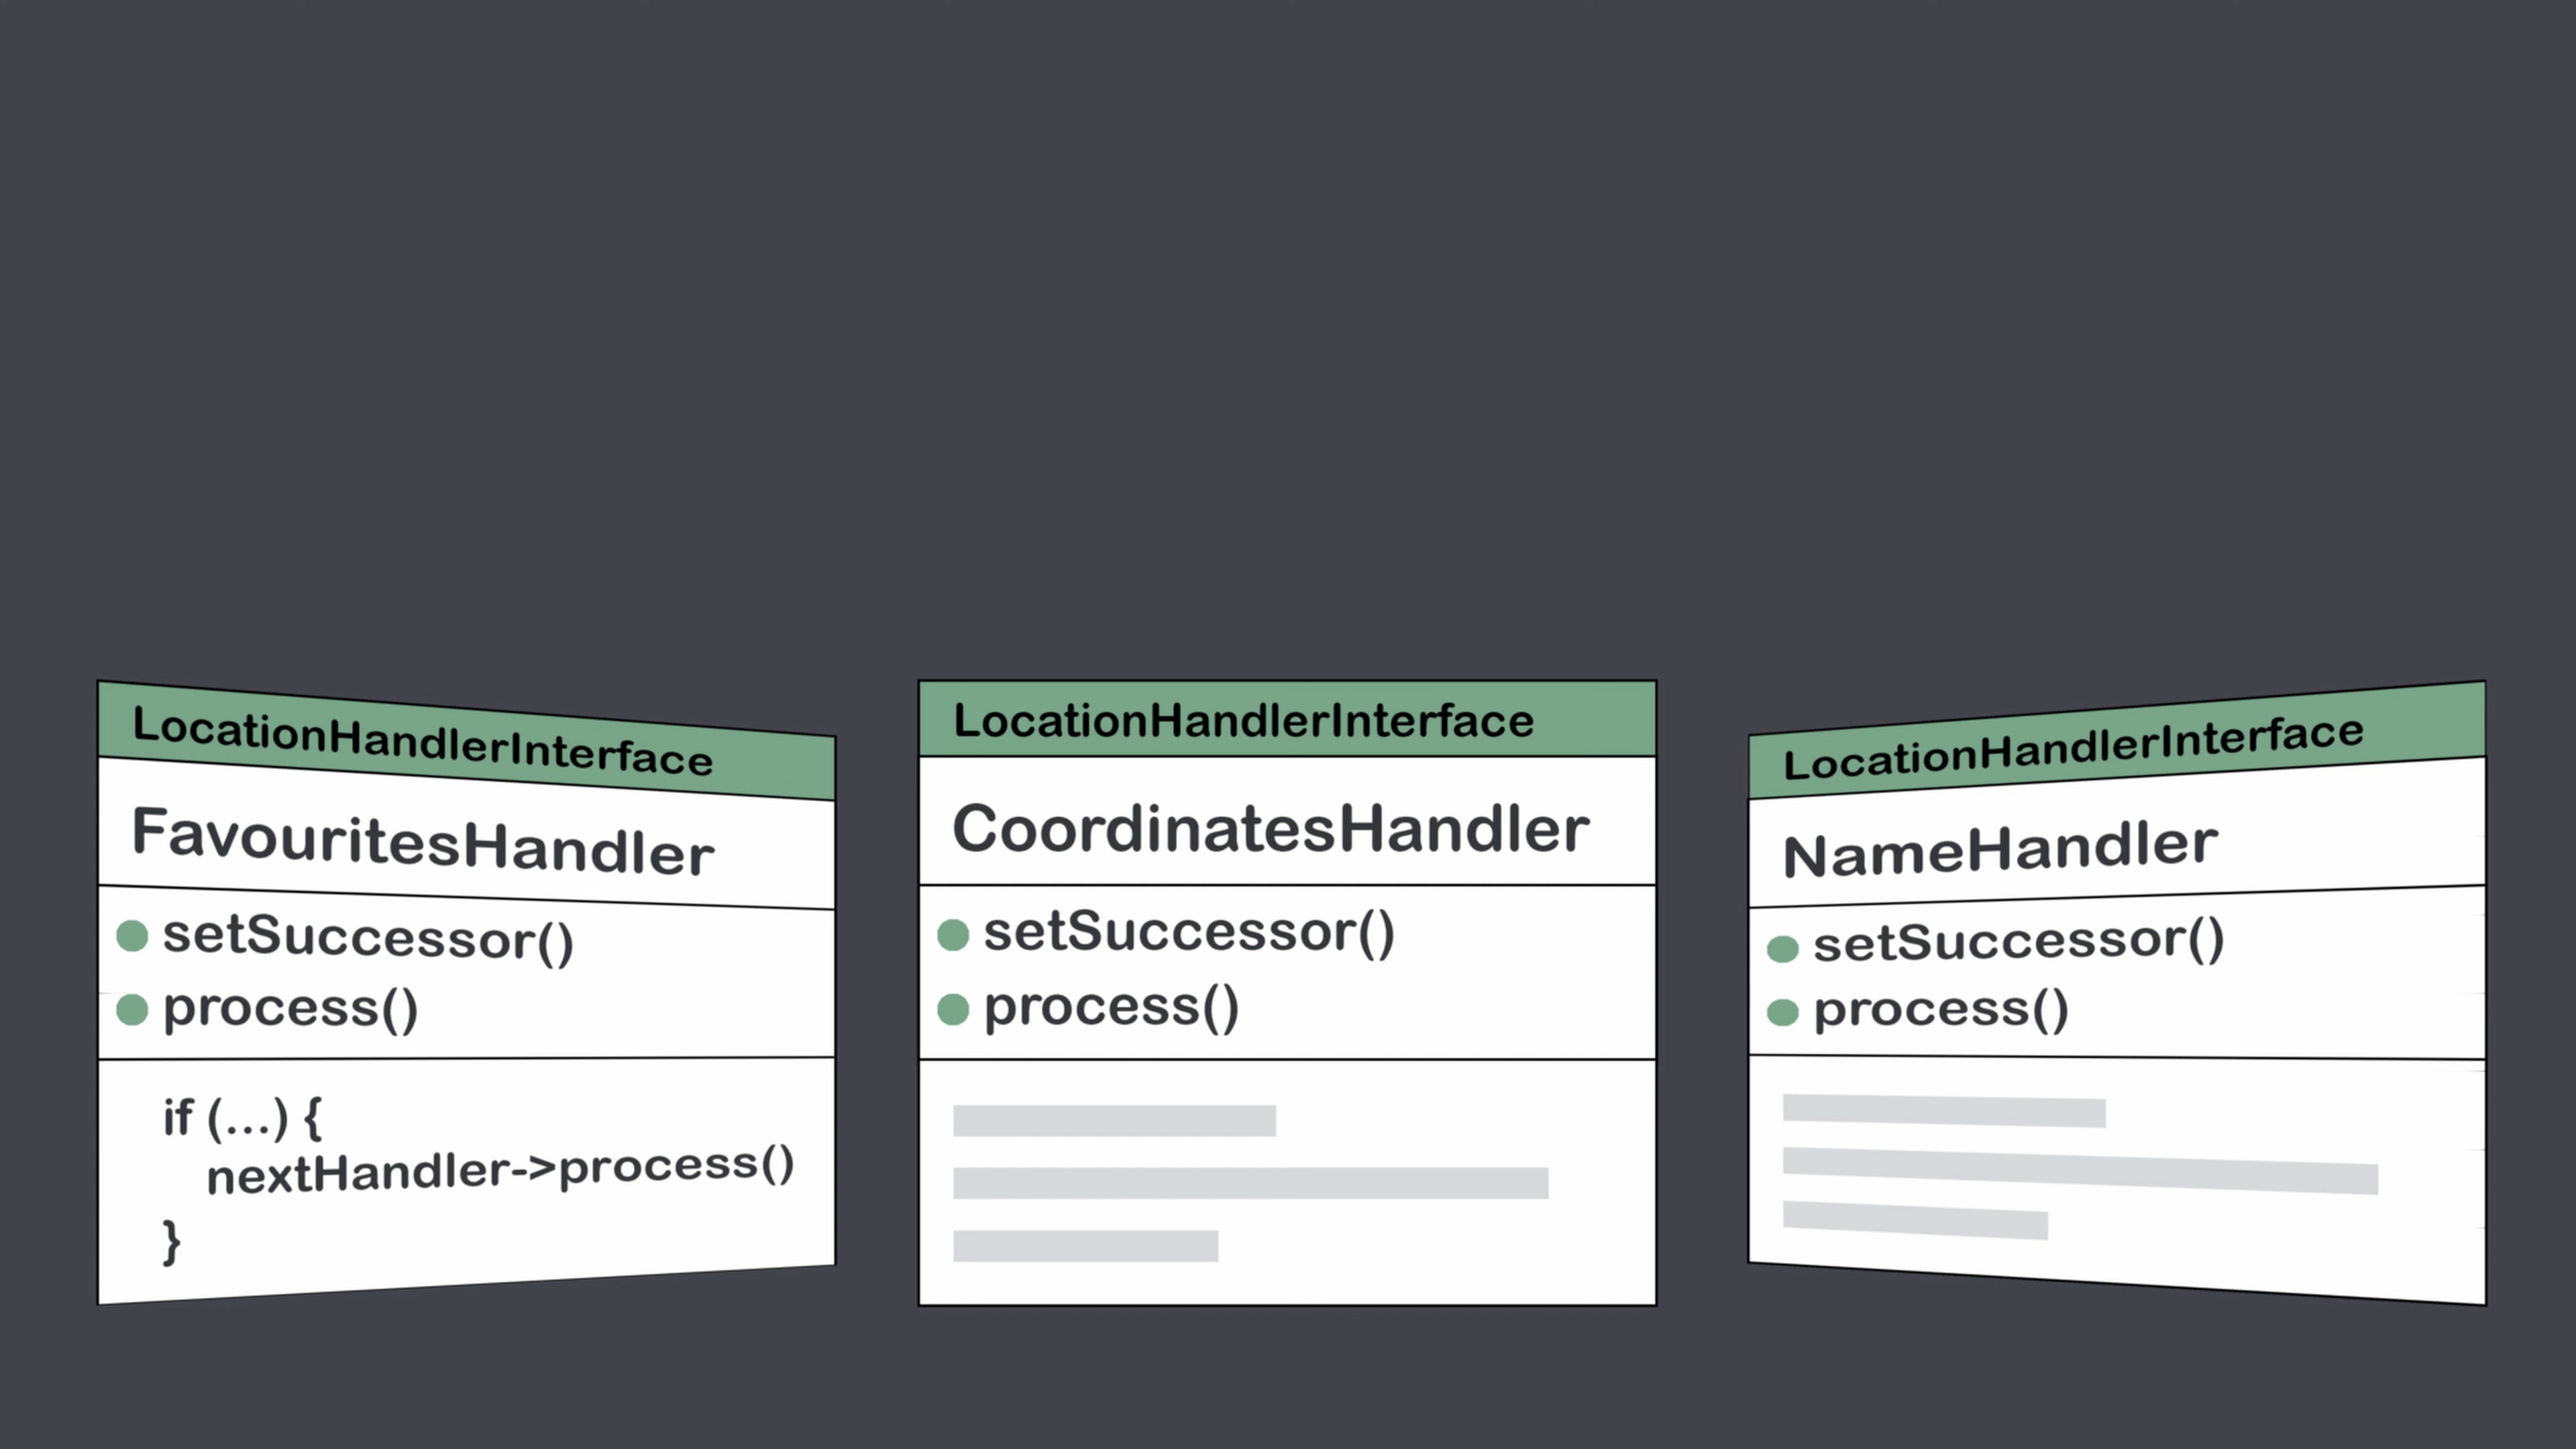 LocationHandlerInterface
FavouritesHandler
setSuccessor()
process()
if (...) {
nextHandler->process()
}
LocationHandlerInterface
CoordinatesHandler
setSuccessor()
process()
LocationHandlerInterface
NameHandler
setSuccessor()
process()